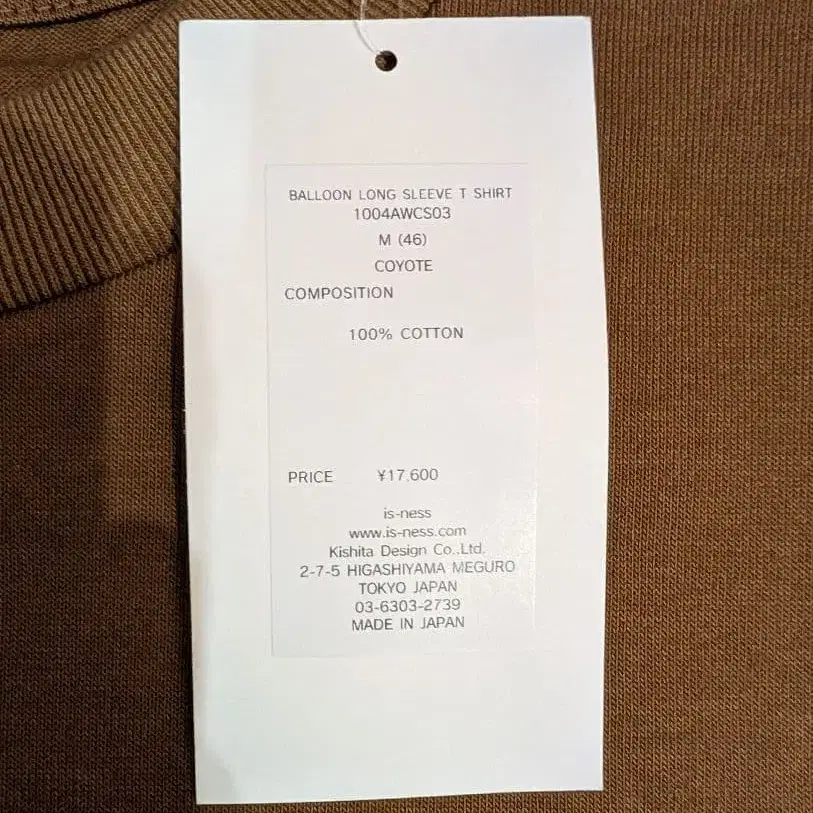 BALLOON LONG SLEEVE T SHIRT
1004AWCS03
M (46)
COYOTE
COMPOSITION
100% COTTON
PRICE ¥17,600
is-ness
www.is-ness.com
Kishita Design Co.,Ltd.
2-7-5 HIGASHIYAMA MEGURO
TOKYO JAPAN
03-6303-2739
MADE IN JAPAN